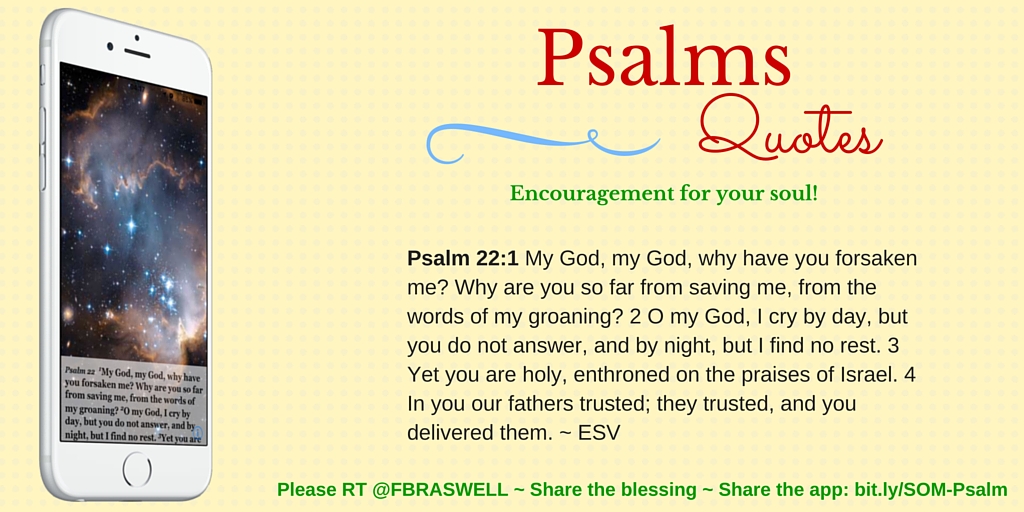 Psalms
Quotes
Encouragement for your soul!
Psalm 22:1 My God, my God, why have you forsaken
me? Why are you so far from saving me, from the
words of my groaning? 2 O my God, I cry by day, but
you do not answer, and by night, but I find no rest. 3
Yet you are holy, enthroned on the praises of Israel. 4
In you our fathers trusted; they trusted, and you
delivered them. ~ ESV
Psalm 22 ¹My God, my God, why have
you forsaken me? Why are you so far
from saving me, from the words of
my groaning? ²O my God, I cry by
day, but you do not answer, and by
night, but I find no rest. ³Yet you are
Please RT @FBRASWELL ~ Share the blessing ~ Share the app: bit.ly/SOM-Psalm